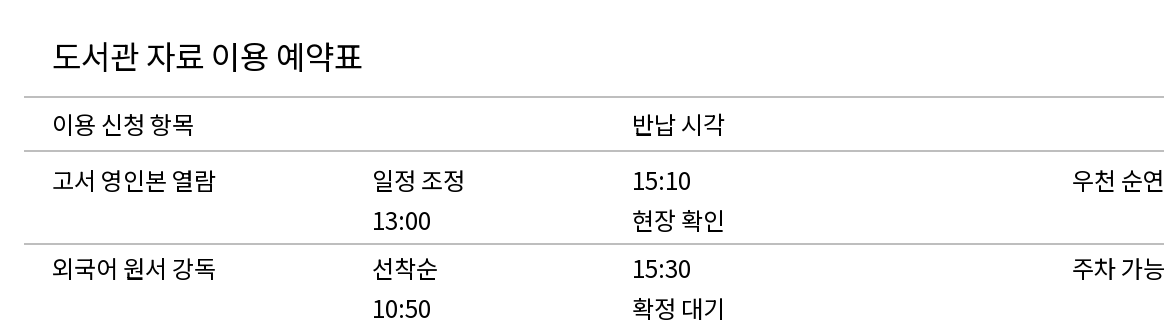 도서관 자료 이용 예약표
이용 신청 항목 반납 시각
고서 영인본 열람 일정 조정 15:10 우천 순연
13:00 현장 확인
외국어 원서 강독 선착순 15:30 주차 가능
10:50 확정 대기